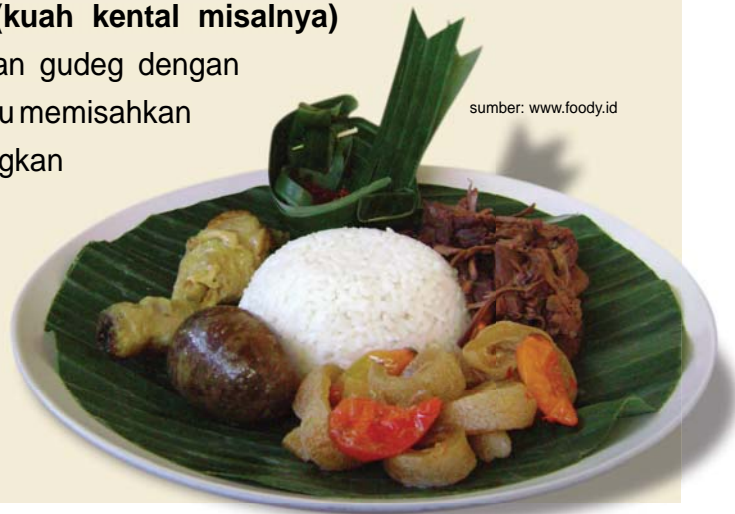 (kuah kental misalnya)
an gudeg dengan
u memisahkan
gkan
sumber: www.foody.id